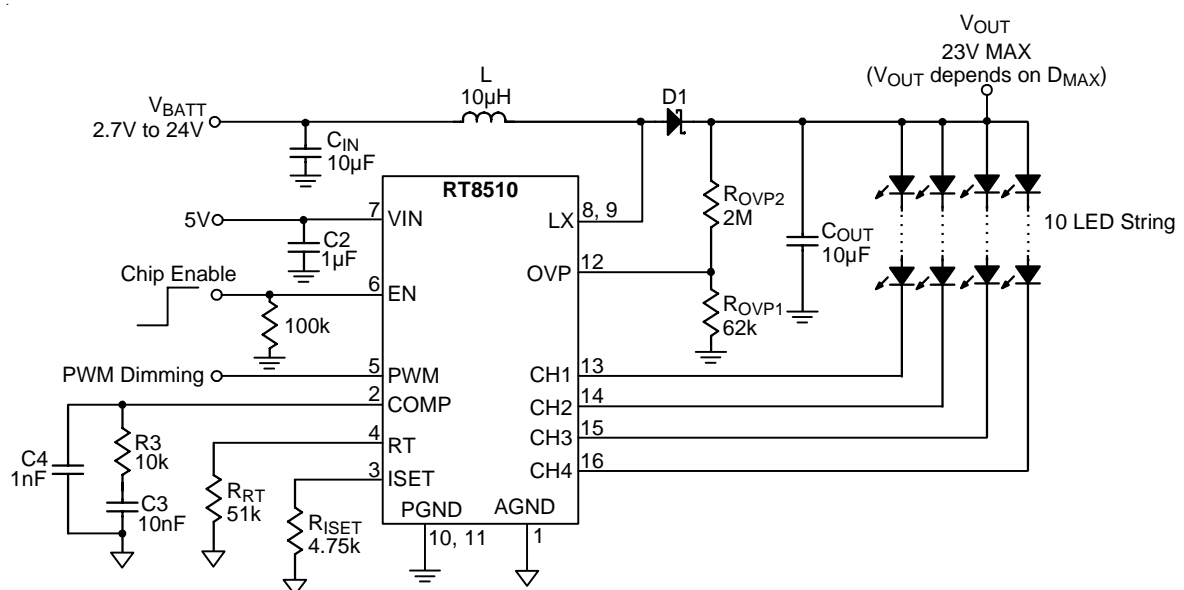 VOUT
23V MAX
(VOUT depends on DMAX)
L
10µH
D1
VBATT
2.7V to 24V
CIN
10µF
RT8510
7
VIN
5V
C2
1µF
LX
8, 9
ROVP2
2M
COUT
10µF
10 LED String
OVP
12
Chip Enable
6
EN
100k
ROVP1
62k
PWM Dimming
5
PWM
CH1
13
2
COMP
CH2
14
4
RT
CH3
15
3
ISET
CH4
16
C4
1nF
R3
10k
C3
10nF
RRT
51k
RISET
4.75k
PGND
AGND
10, 11
1